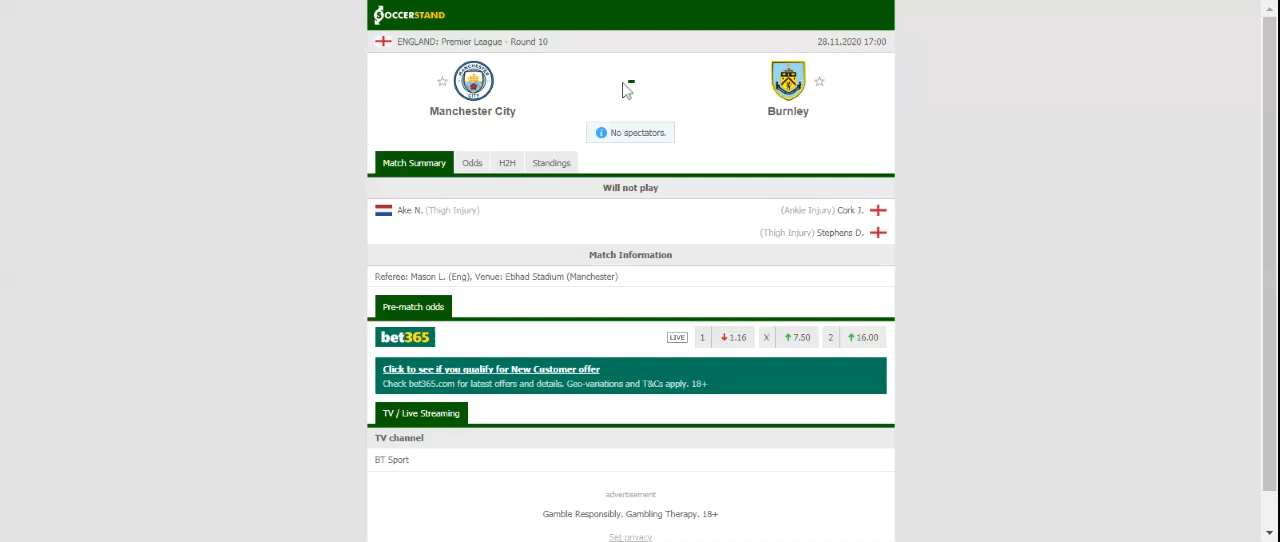 SOCCERSTAND
ENGLAND: Premier League - Round 10 28.11.2020 17:00
MANCHESTER
CITY
-
Manchester City Burnley
No spectators.
Match Summary Odds H2H Standings
Will not play
Ake N. (Thigh Injury) (Ankle Injury) Cork J.
(Thigh Injury) Stephens D.
Match Information
Referee: Mason L. (Eng), Venue: Etihad Stadium (Manchester)
Pre-match odds
bet365 LIVE 1 1.16 X 7.50 2 16.00
Click to see if you qualify for New Customer offer
Check bet365.com for latest offers and details. Geo-variations and T&Cs apply. 18+
TV / Live Streaming
TV channel
BT Sport
advertisement
Gamble Responsibly. Gambling Therapy. 18+
Set privacy